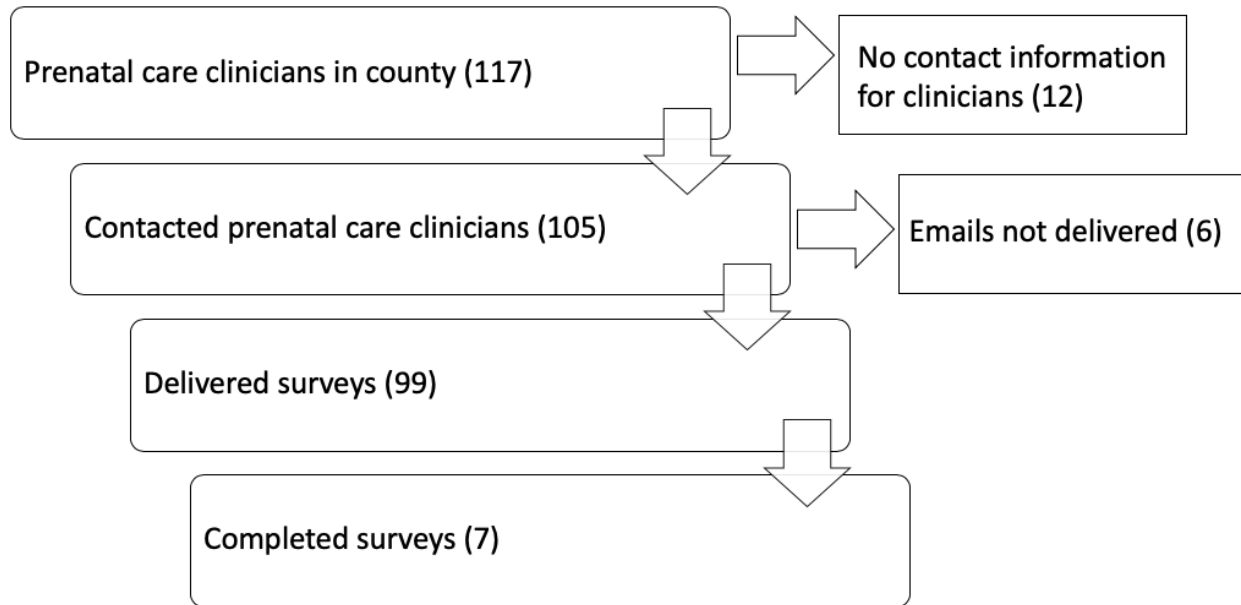 Prenatal care clinicians in county (117)
No contact information
for clinicians (12)
Contacted prenatal care clinicians (105)
Emails not delivered (6)
Delivered surveys (99)
Completed surveys (7)